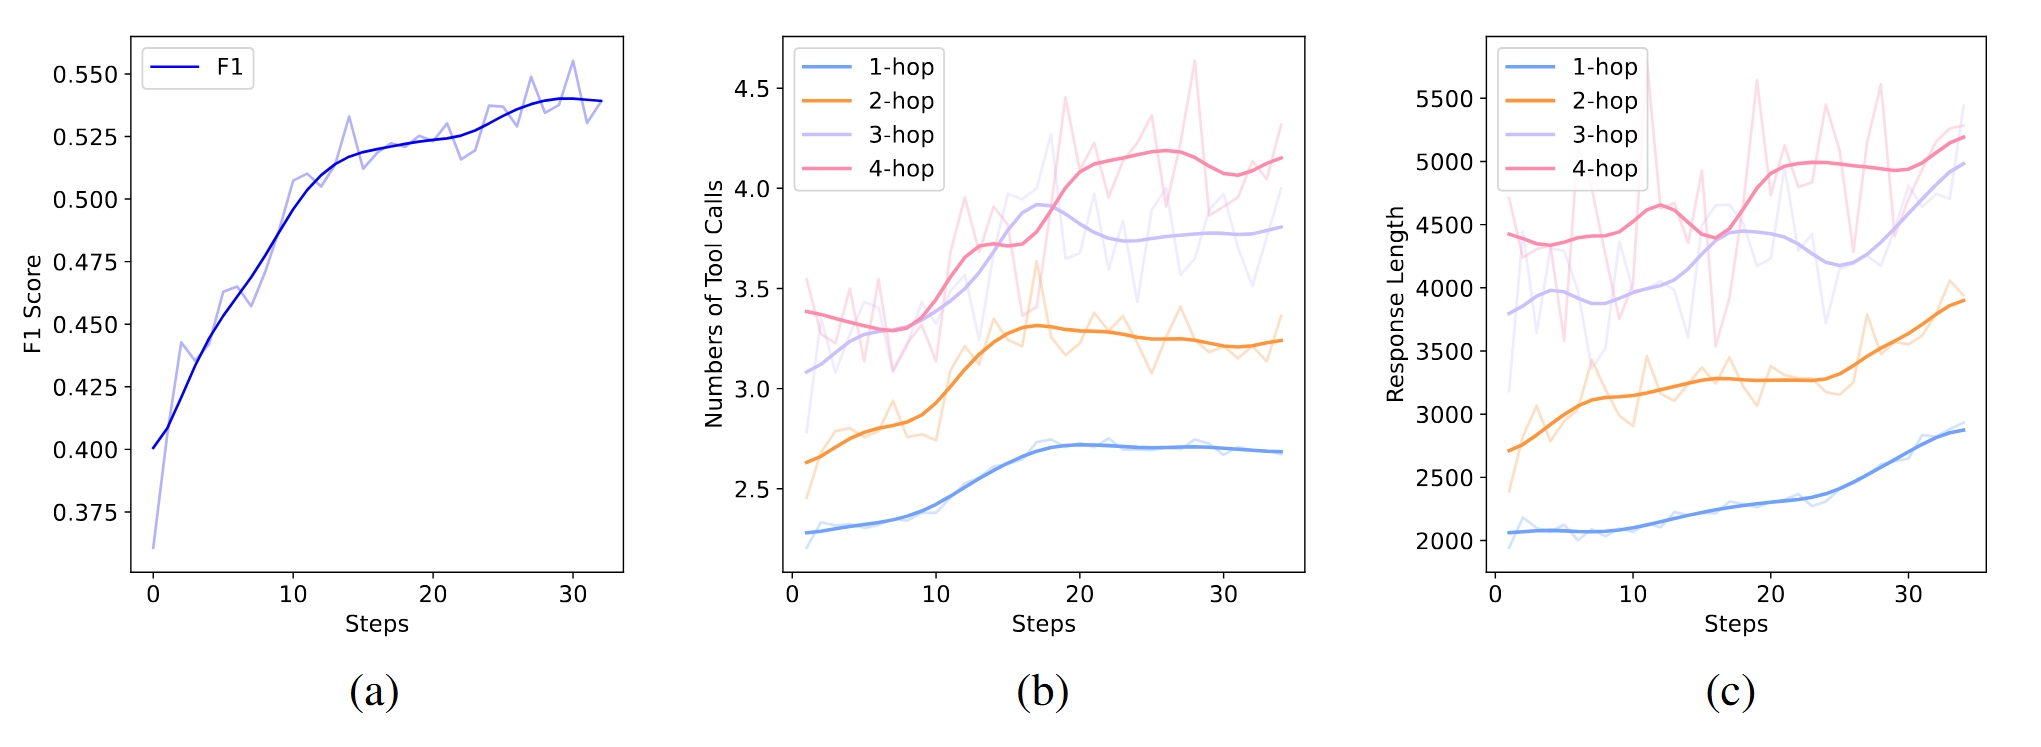 F1
0.550
0.525
0.500
0.475
0.450
0.425
0.400
0.375
F1 Score
0 10 20 30
Steps
(a)
1-hop
2-hop
3-hop
4-hop
4.5
4.0
3.5
3.0
2.5
Numbers of Tool Calls
0 10 20 30
Steps
(b)
1-hop
2-hop
3-hop
4-hop
5500
5000
4500
4000
3500
3000
2500
2000
Response Length
0 10 20 30
Steps
(c)